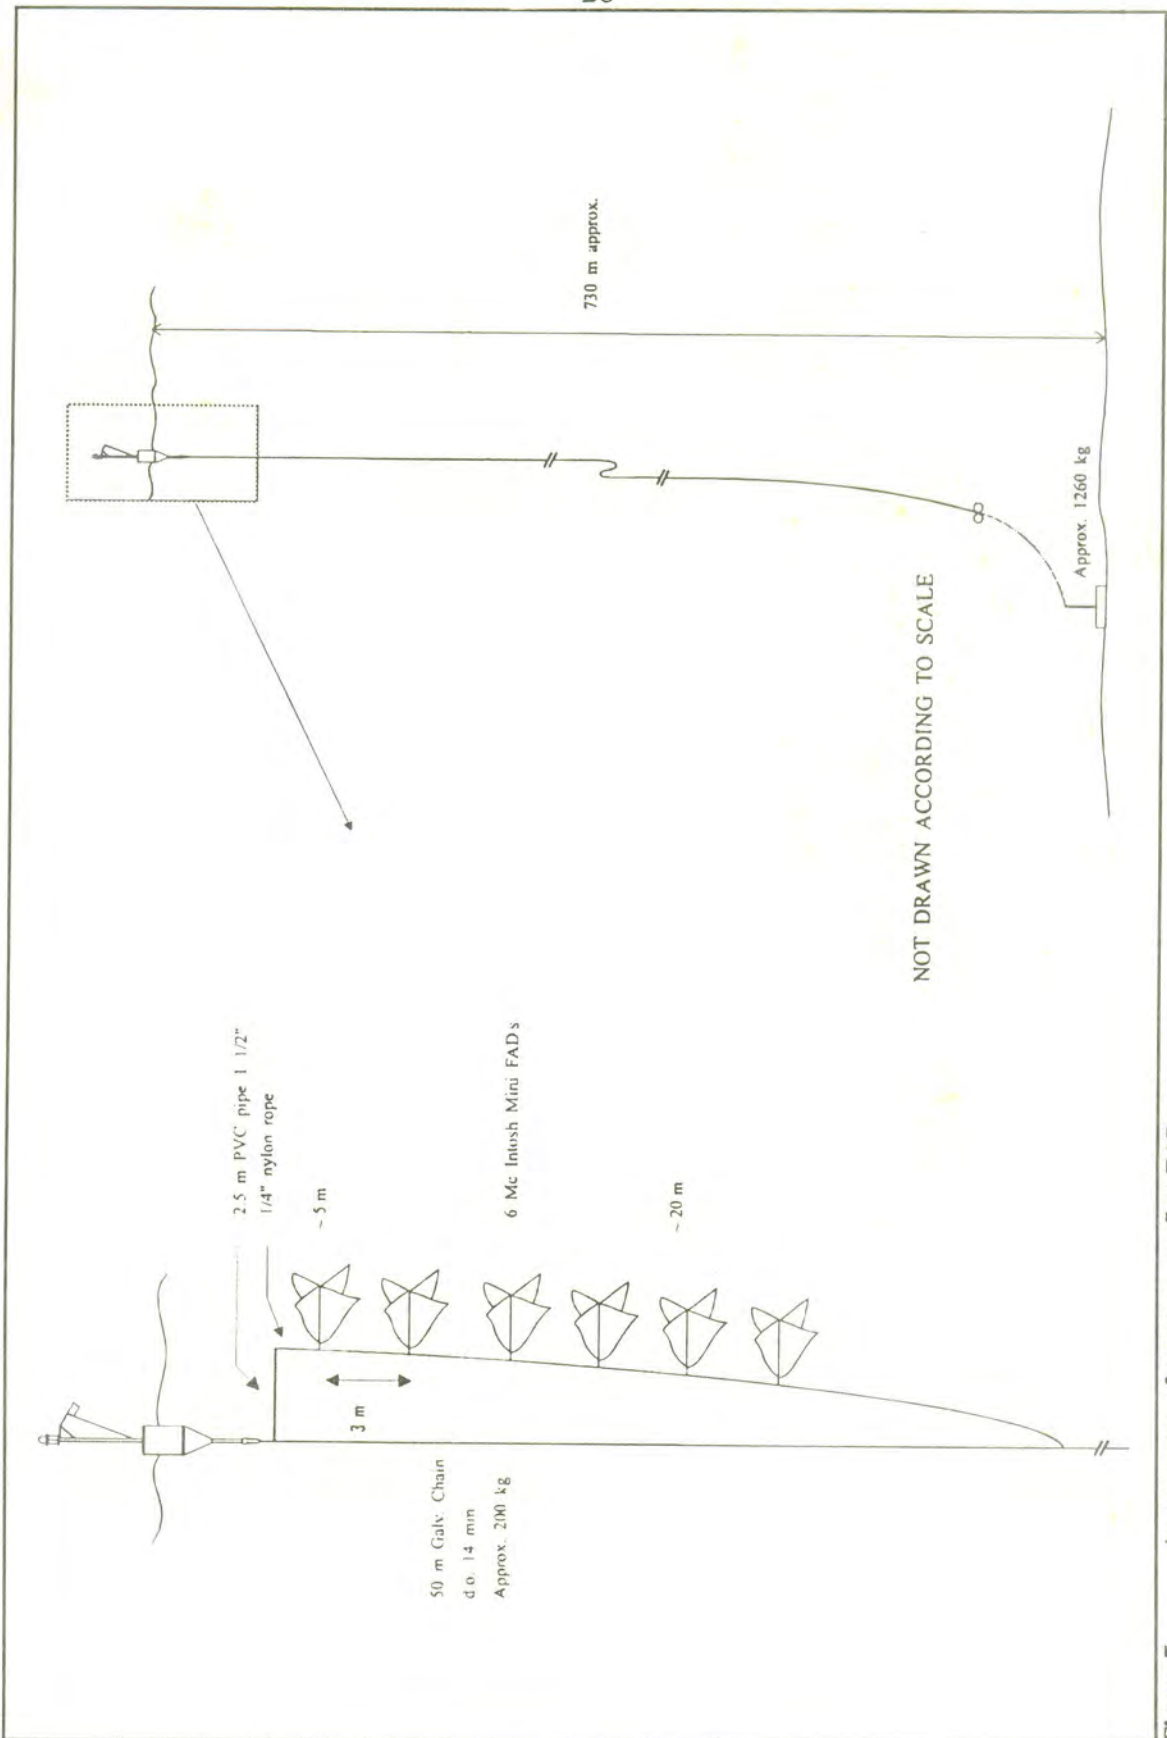 2.5 m PVC pipe 1 1/2"
1/4" nylon rope
~ 5 m
3 m
6 Mc Intosh Mini FADs
~ 20 m
50 m Galv. Chain
d.o. 14 mm
Approx. 200 kg
730 m approx.
Approx. 1260 kg
NOT DRAWN ACCORDING TO SCALE